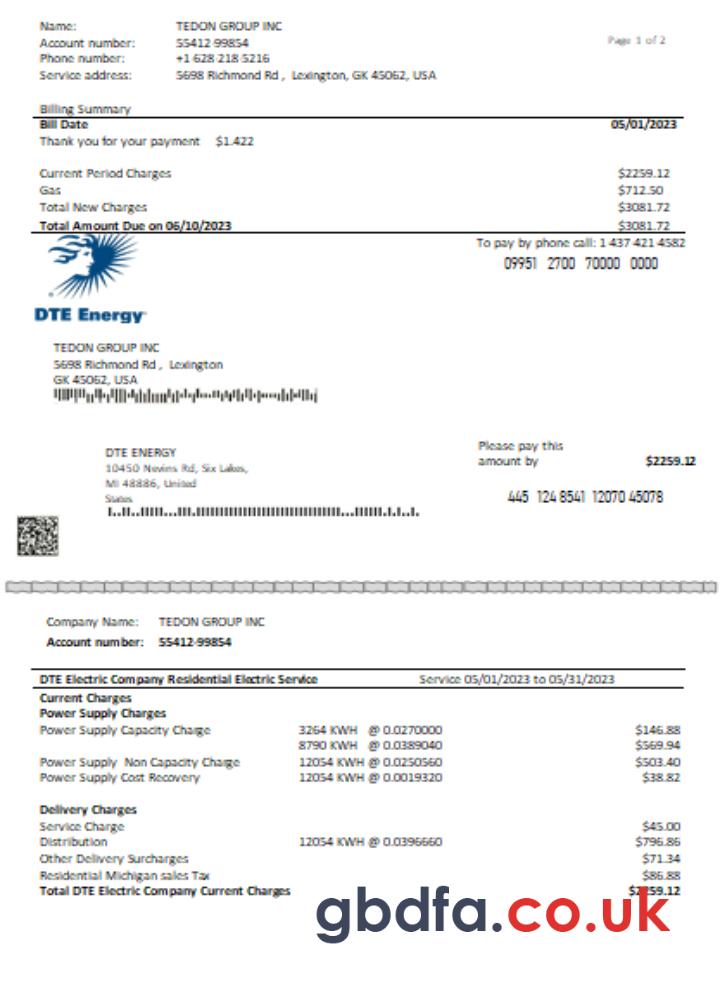 Name: TEDON GROUP INC
Account number: 55412-99854
Page 1 of 2
Phone number: +1 628 218 5216
Service address: 5698 Richmond Rd , Lexington, GK 45062, USA
Billing Summary
Bill Date 05/01/2023
Thank you for your payment $1.422
Current Period Charges $2259.12
Gas $712.50
Total New Charges $3081.72
Total Amount Due on 06/10/2023 $3081.72
To pay by phone call: 1 437 421 4582
09951 2700 70000 0000
DTE Energy
TEDON GROUP INC
5698 Richmond Rd , Lexington
GK 45062, USA
Please pay this
amount by $2259.12
DTE ENERGY
10450 Nevins Rd, Six Lakes,
MI 48886, United
States
445 124 8541 12070 45078
Company Name: TEDON GROUP INC
Account number: 55412-99854
DTE Electric Company Residential Electric Service Service 05/01/2023 to 05/31/2023
Current Charges
Power Supply Charges
Power Supply Capacity Charge 3264 KWH @ 0.0270000 $146.88
8790 KWH @ 0.0389040 $569.94
Power Supply Non Capacity Charge 12054 KWH @ 0.0250560 $503.40
Power Supply Cost Recovery 12054 KWH @ 0.0019320 $38.82
Delivery Charges
Service Charge $45.00
Distribution 12054 KWH @ 0.0396660 $796.86
Other Delivery Surcharges $71.34
Residential Michigan sales Tax $86.88
Total DTE Electric Company Current Charges $2259.12
gbdfa.co.uk